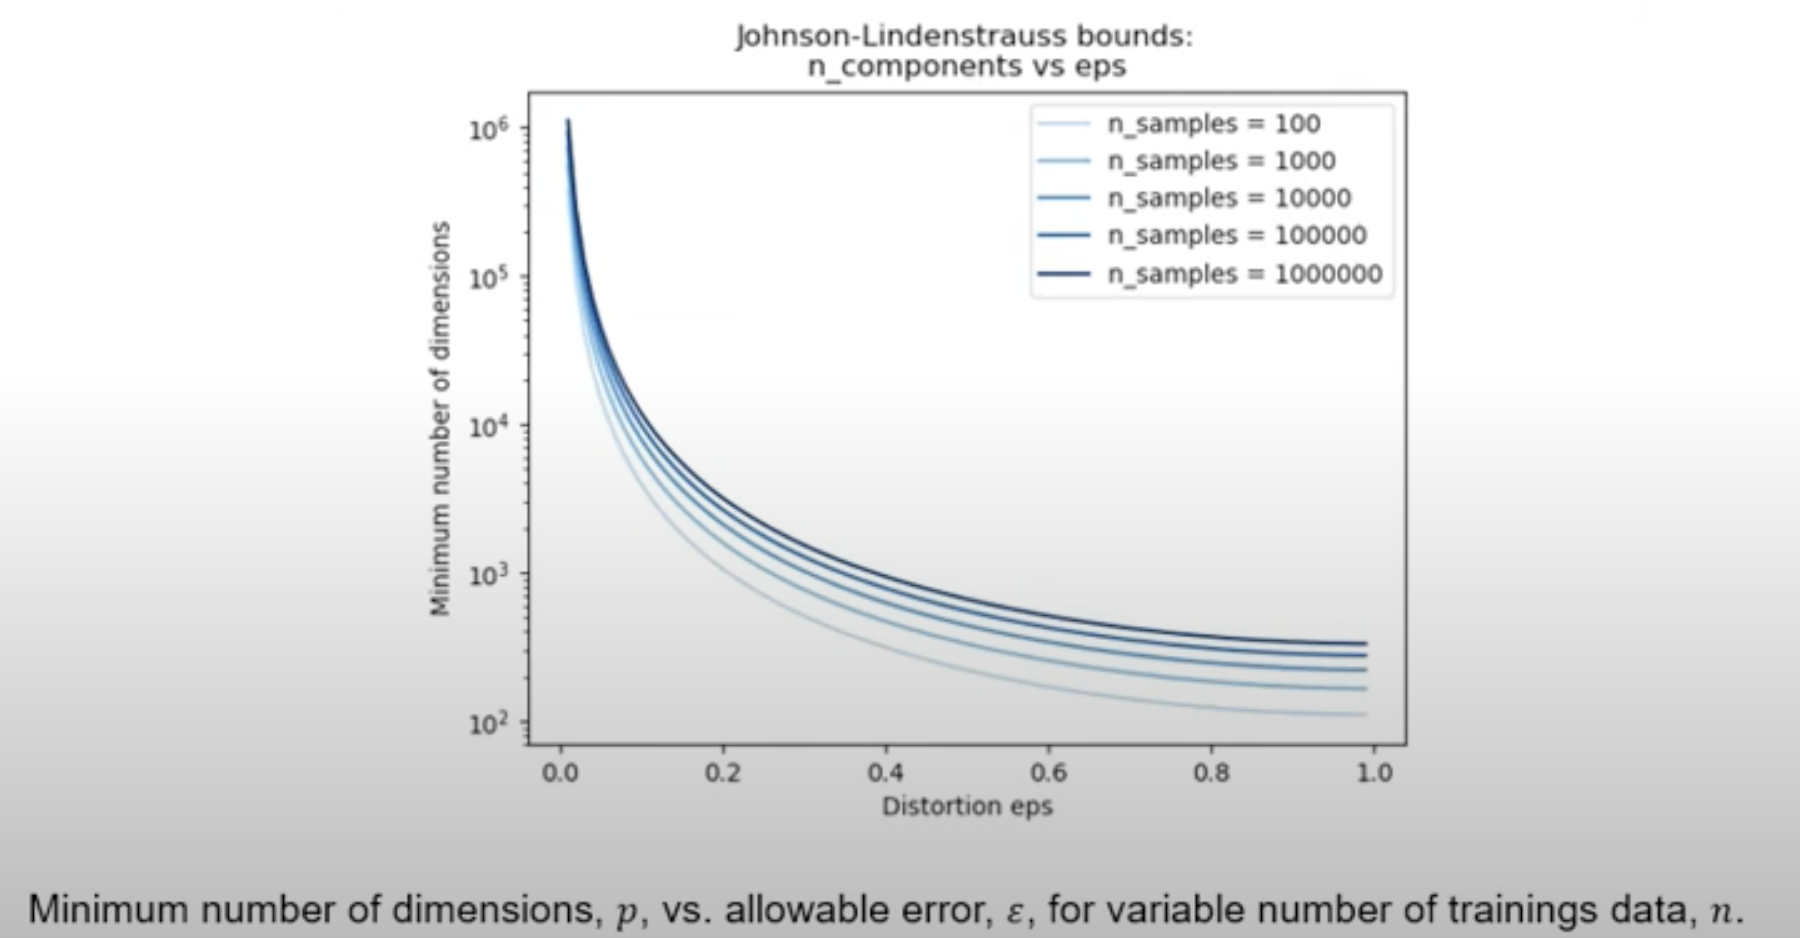 Johnson-Lindenstrauss bounds:
n_components vs eps
n_samples = 100
n_samples = 1000
n_samples = 10000
n_samples = 100000
n_samples = 1000000
Minimum number of dimensions
10⁶
10⁵
10⁴
10³
10²
0.0 0.2 0.4 0.6 0.8 1.0
Distortion eps
Minimum number of dimensions, p, vs. allowable error, ε, for variable number of trainings data, n.